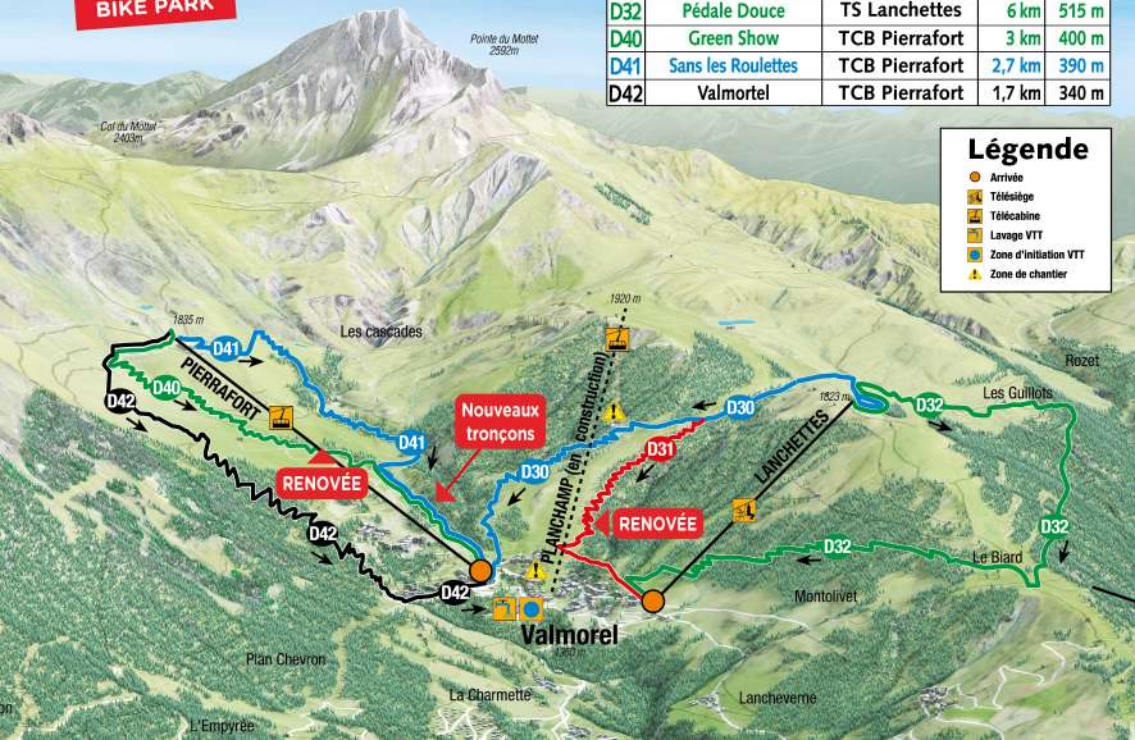 BIKE PARK
D32 Pédale Douce TS Lanchettes 6 km 515 m
D40 Green Show TCB Pierrafort 3 km 400 m
D41 Sans les Roulettes TCB Pierrafort 2,7 km 390 m
D42 Valmortel TCB Pierrafort 1,7 km 340 m
Pointe du Mottet
2592m
Col du Mottet
2403m
Légende
Arrivée
Télésiège
Télécabine
Lavage VTT
Zone d'initiation VTT
Zone de chantier
1920 m
1835 m
Les cascades
D41
PIERRAFORT
D40
D42
Rozet
Les Guillots
1823 m
D30
D32
LANCHETTES
Nouveaux
tronçons
D41
PLANCHAMP (en construction)
D31
D30
RENOVÉE
RENOVÉE
D42
D32
D32
Le Biard
Montolivet
D42
Valmorel
Plan Chevron
La Charmette
Lancheverne
L'Empyrée